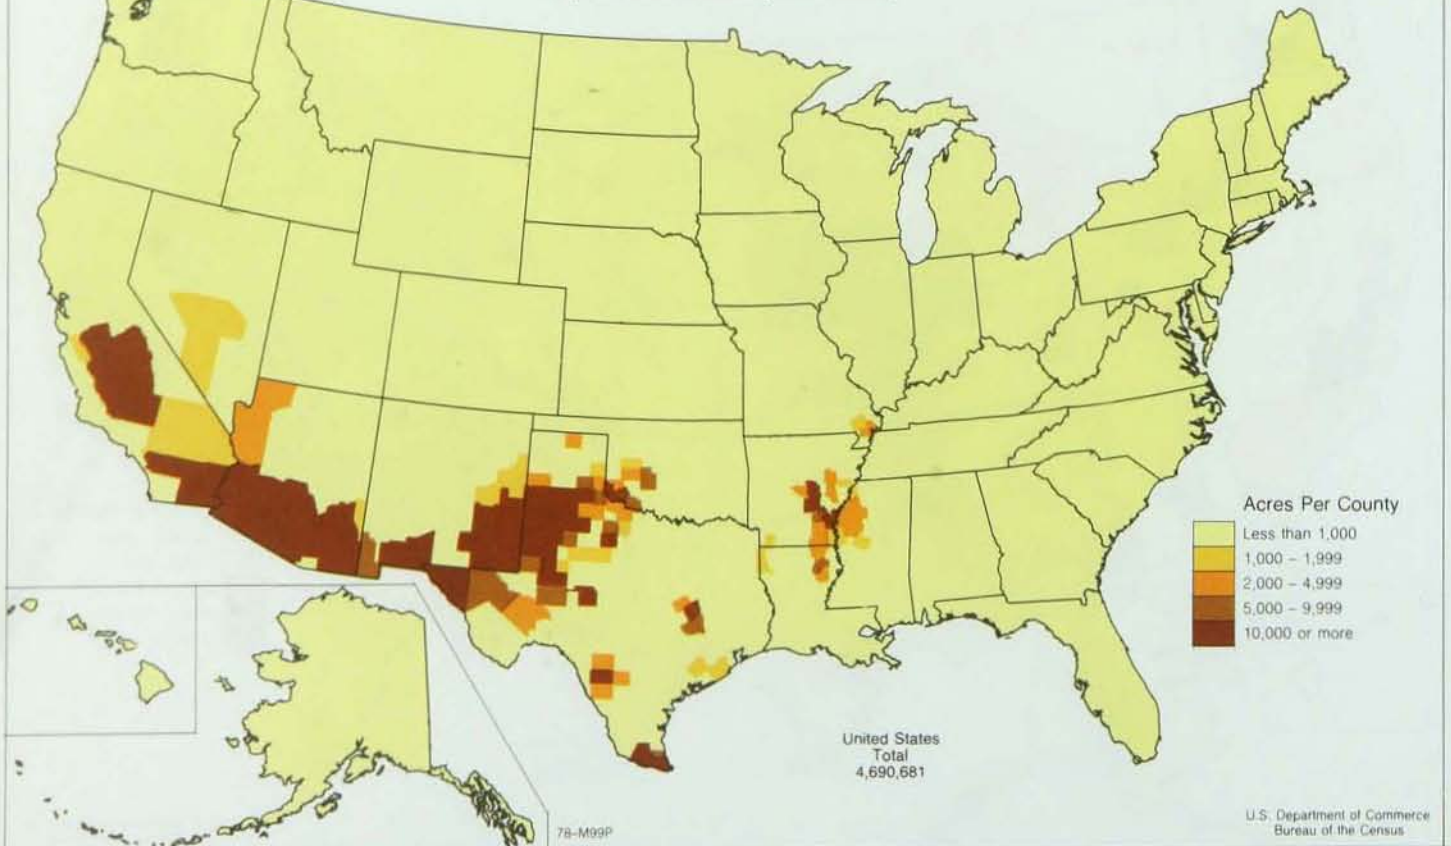 Acres Per County
Less than 1,000
1,000 – 1,999
2,000 – 4,999
5,000 – 9,999
10,000 or more
United States
Total
4,690,681
78–M99P
U.S. Department of Commerce
Bureau of the Census